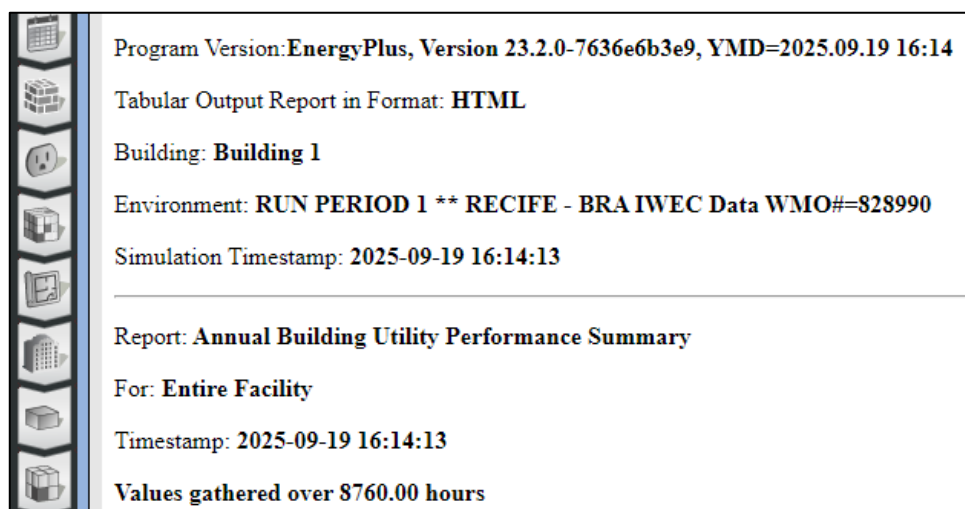 Program Version:EnergyPlus, Version 23.2.0-7636e6b3e9, YMD=2025.09.19 16:14
Tabular Output Report in Format: HTML
Building: Building 1
Environment: RUN PERIOD 1 ** RECIFE - BRA IWEC Data WMO#=828990
Simulation Timestamp: 2025-09-19 16:14:13
Report: Annual Building Utility Performance Summary
For: Entire Facility
Timestamp: 2025-09-19 16:14:13
Values gathered over 8760.00 hours